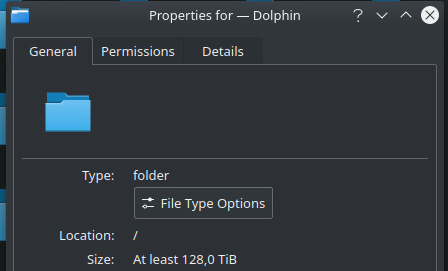 Properties for — Dolphin
General Permissions Details
Type: folder
File Type Options
Location: /
Size: At least 128,0 TiB